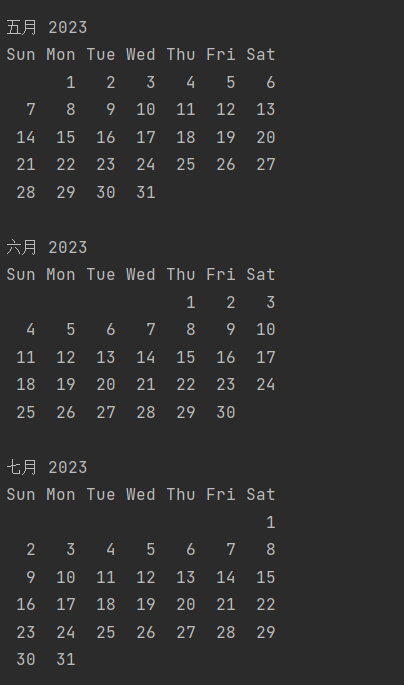 五月 2023
Sun Mon Tue Wed Thu Fri Sat
1 2 3 4 5 6
7 8 9 10 11 12 13
14 15 16 17 18 19 20
21 22 23 24 25 26 27
28 29 30 31
六月 2023
Sun Mon Tue Wed Thu Fri Sat
1 2 3
4 5 6 7 8 9 10
11 12 13 14 15 16 17
18 19 20 21 22 23 24
25 26 27 28 29 30
七月 2023
Sun Mon Tue Wed Thu Fri Sat
1
2 3 4 5 6 7 8
9 10 11 12 13 14 15
16 17 18 19 20 21 22
23 24 25 26 27 28 29
30 31